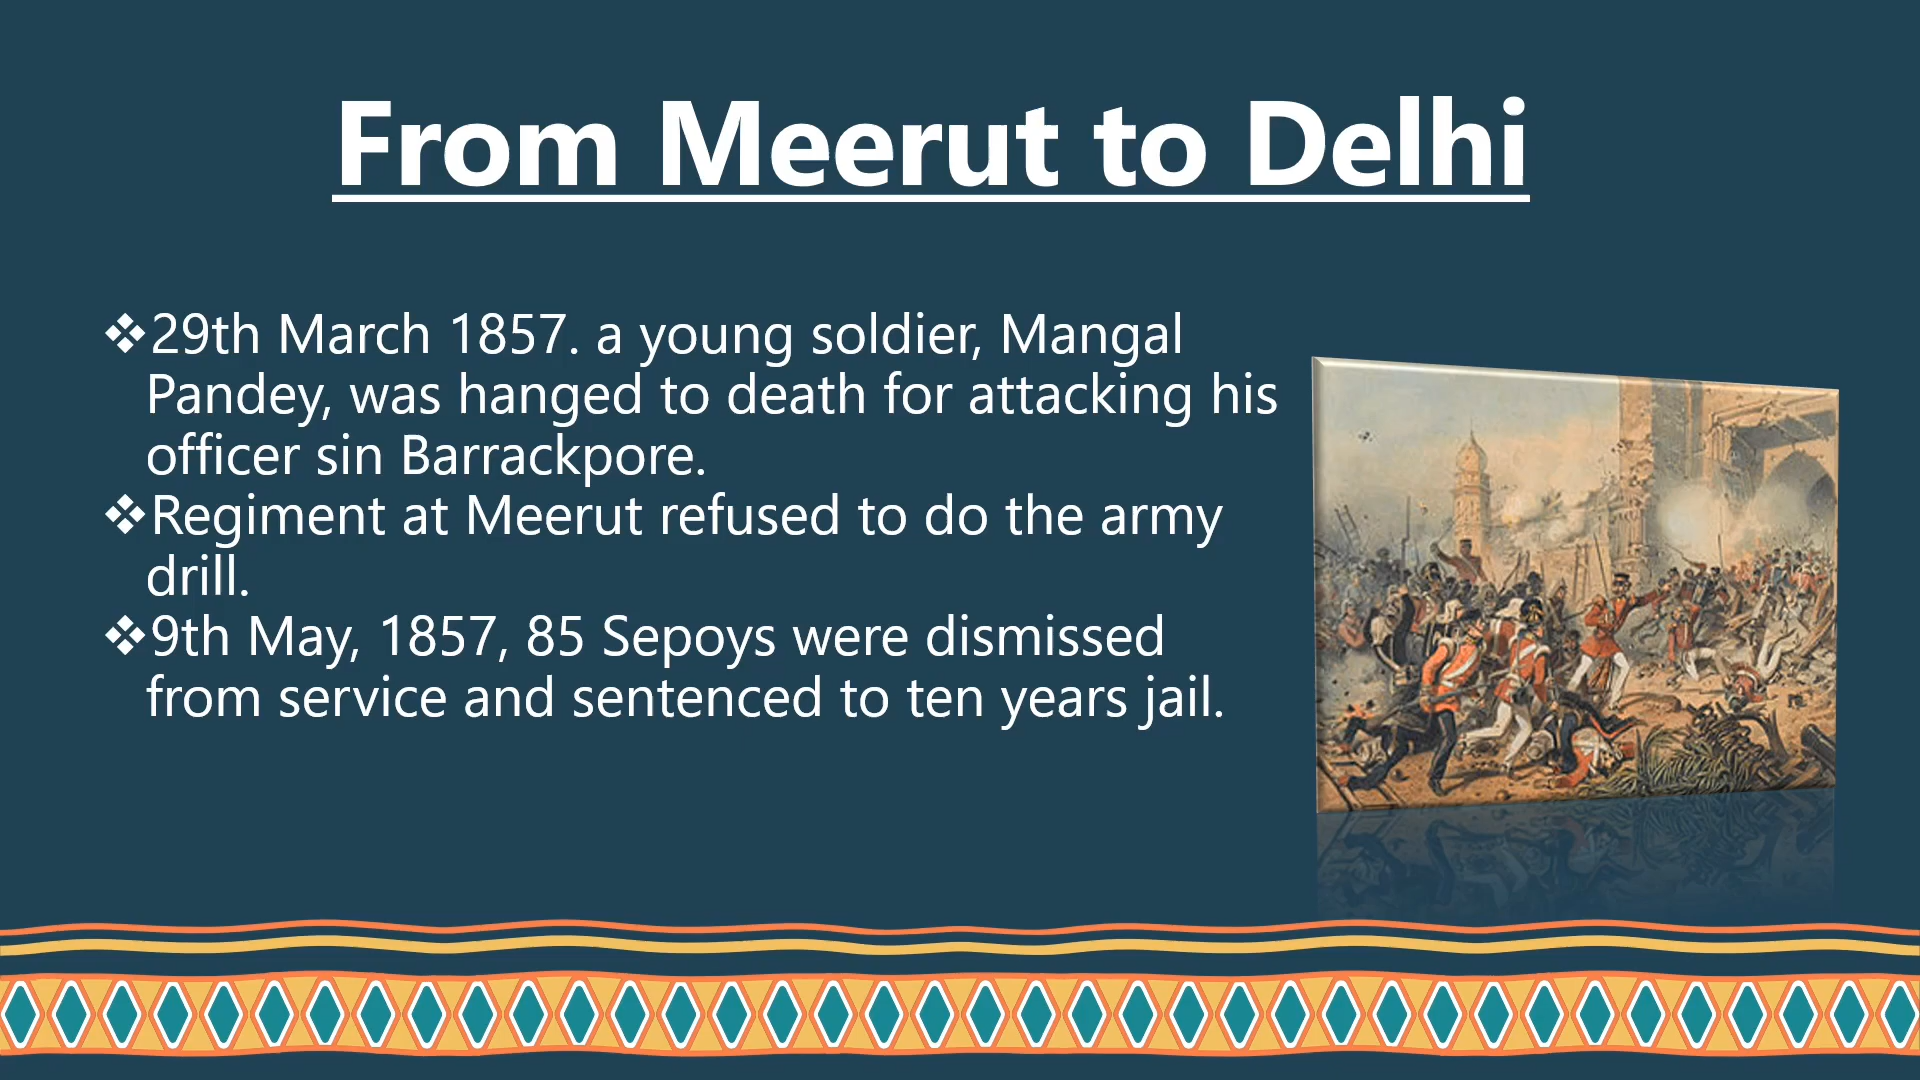 From Meerut to Delhi
❖29th March 1857. a young soldier, Mangal
Pandey, was hanged to death for attacking his
officer sin Barrackpore.
❖Regiment at Meerut refused to do the army
drill.
❖9th May, 1857, 85 Sepoys were dismissed
from service and sentenced to ten years jail.